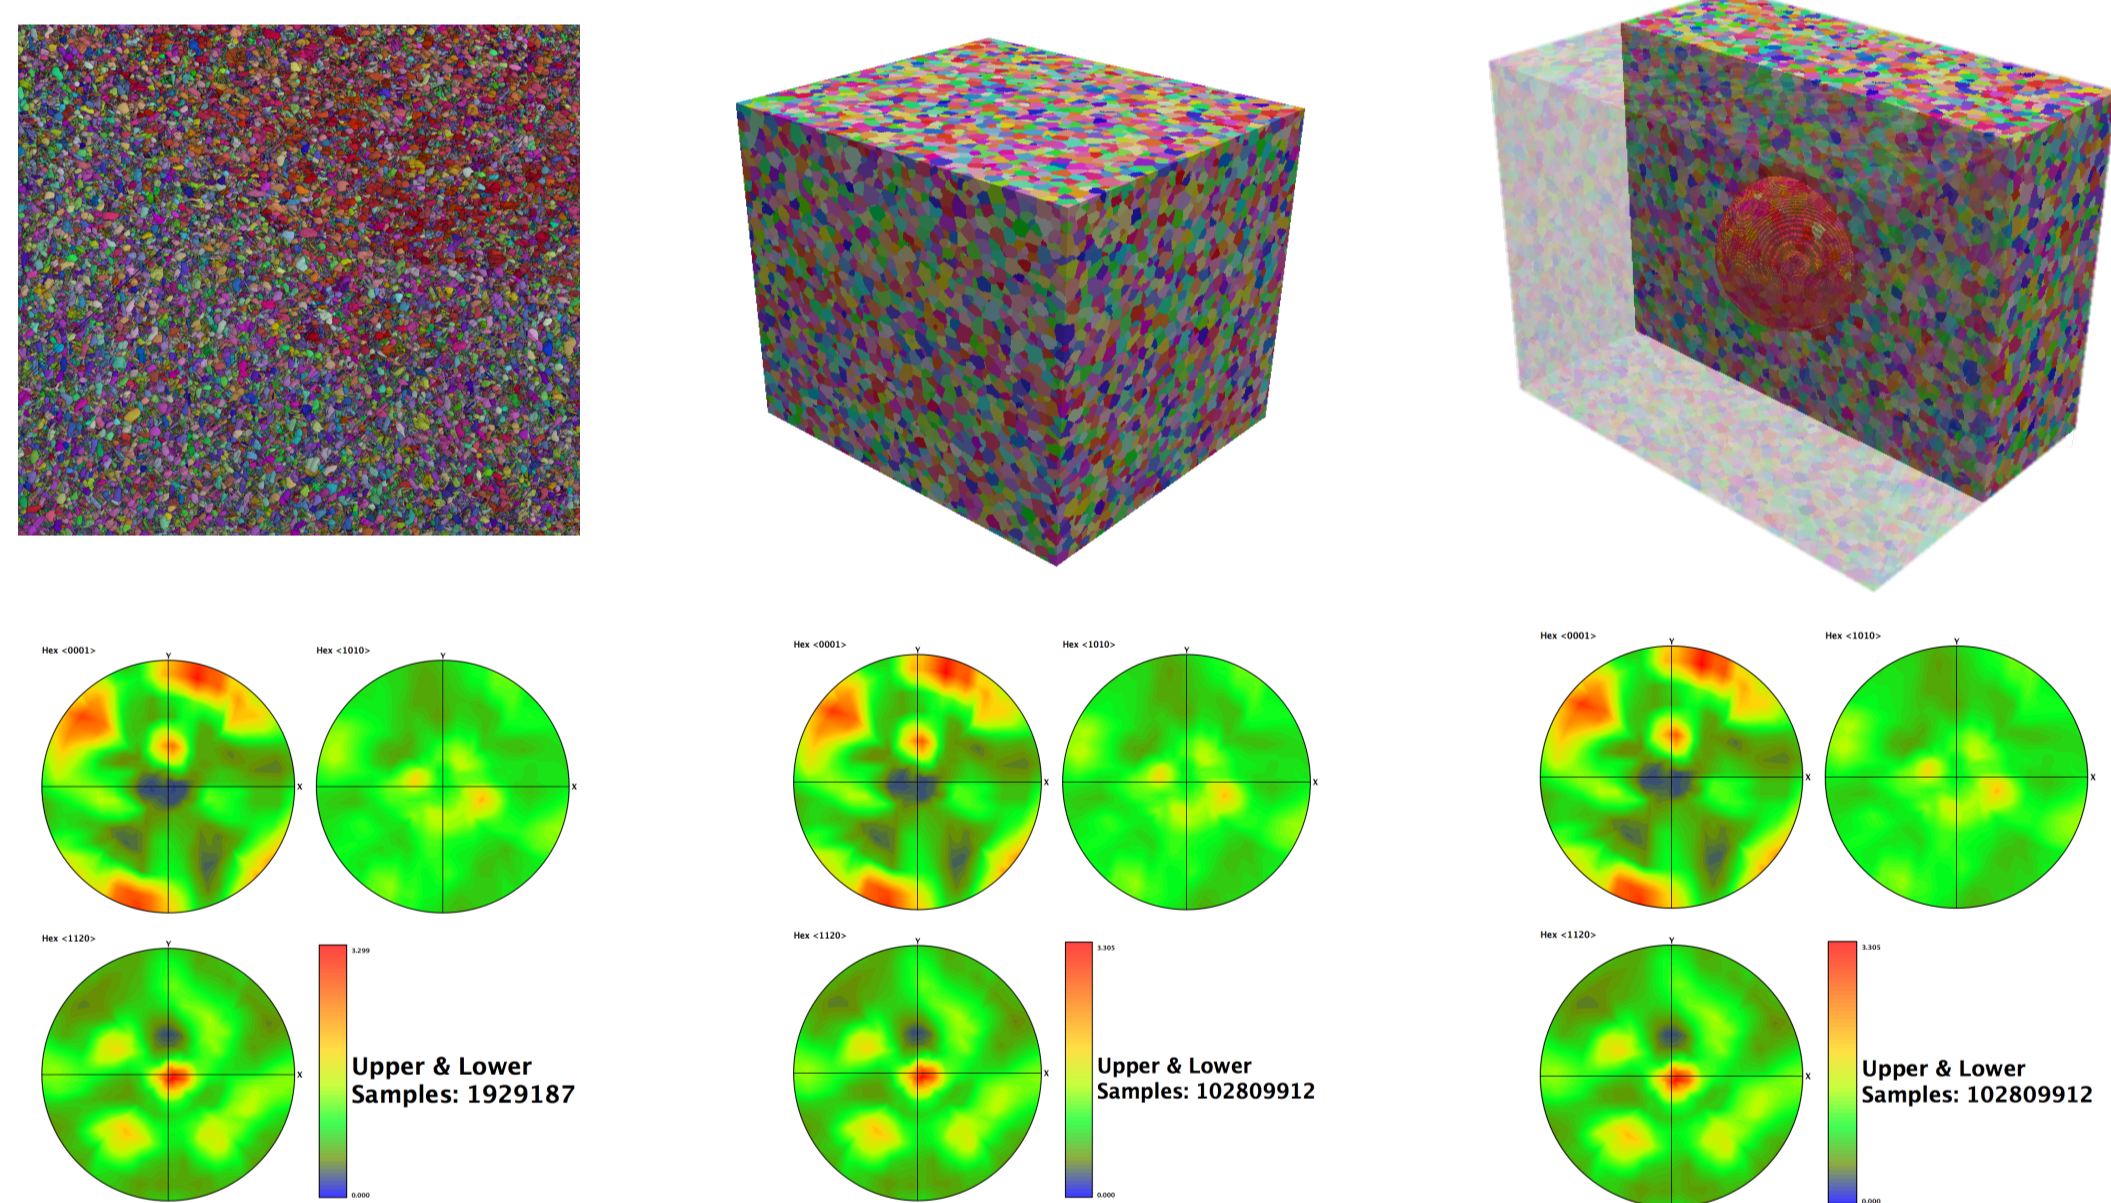 Hex <0001>
Y
X
Hex <1010>
Y
X
Hex <1120>
Y
X
3.299
0.000
Upper & Lower
Samples: 1929187
Hex <0001>
Y
X
Hex <1010>
Y
X
Hex <1120>
Y
X
3.305
0.000
Upper & Lower
Samples: 102809912
Hex <0001>
Y
X
Hex <1010>
Y
X
Hex <1120>
Y
X
3.305
0.000
Upper & Lower
Samples: 102809912